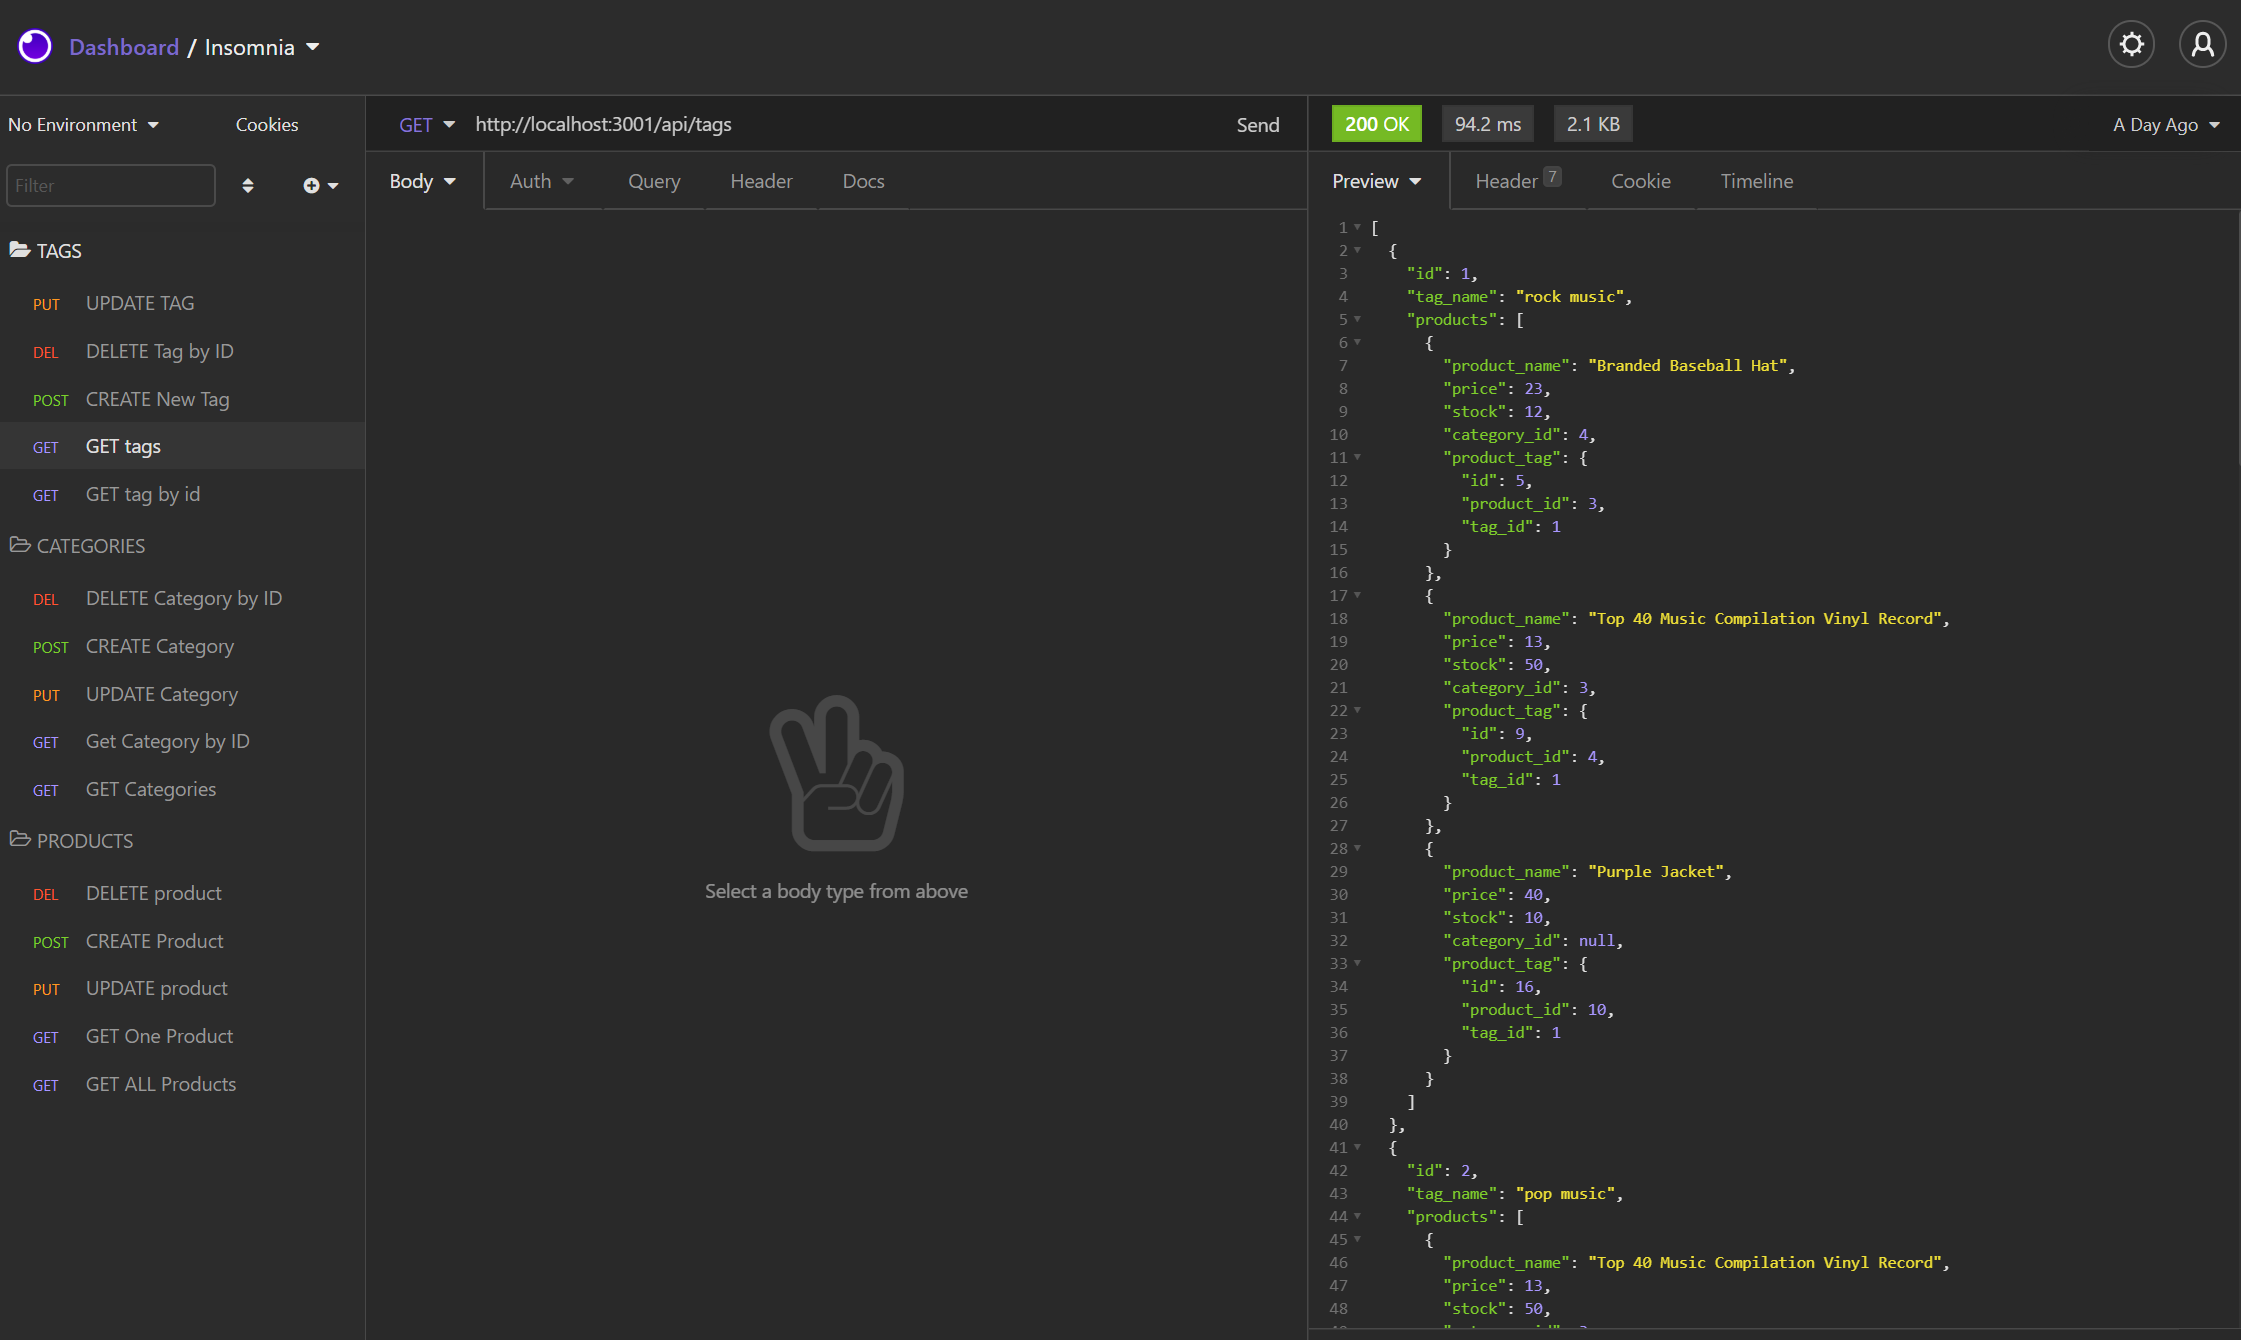 Dashboard / Insomnia
No Environment
Cookies
Filter
TAGS
PUT UPDATE TAG
DEL DELETE Tag by ID
POST CREATE New Tag
GET GET tags
GET GET tag by id
CATEGORIES
DEL DELETE Category by ID
POST CREATE Category
PUT UPDATE Category
GET Get Category by ID
GET GET Categories
PRODUCTS
DEL DELETE product
POST CREATE Product
PUT UPDATE product
GET GET One Product
GET GET ALL Products
GET http://localhost:3001/api/tags Send
Body Auth Query Header Docs
Select a body type from above
200 OK 94.2 ms 2.1 KB A Day Ago
Preview Header 7 Cookie Timeline
1 [
2 {
3 "id": 1,
4 "tag_name": "rock music",
5 "products": [
6 {
7 "product_name": "Branded Baseball Hat",
8 "price": 23,
9 "stock": 12,
10 "category_id": 4,
11 "product_tag": {
12 "id": 5,
13 "product_id": 3,
14 "tag_id": 1
15 }
16 },
17 {
18 "product_name": "Top 40 Music Compilation Vinyl Record",
19 "price": 13,
20 "stock": 50,
21 "category_id": 3,
22 "product_tag": {
23 "id": 9,
24 "product_id": 4,
25 "tag_id": 1
26 }
27 },
28 {
29 "product_name": "Purple Jacket",
30 "price": 40,
31 "stock": 10,
32 "category_id": null,
33 "product_tag": {
34 "id": 16,
35 "product_id": 10,
36 "tag_id": 1
37 }
38 }
39 ]
40 },
41 {
42 "id": 2,
43 "tag_name": "pop music",
44 "products": [
45 {
46 "product_name": "Top 40 Music Compilation Vinyl Record",
47 "price": 13,
48 "stock": 50,